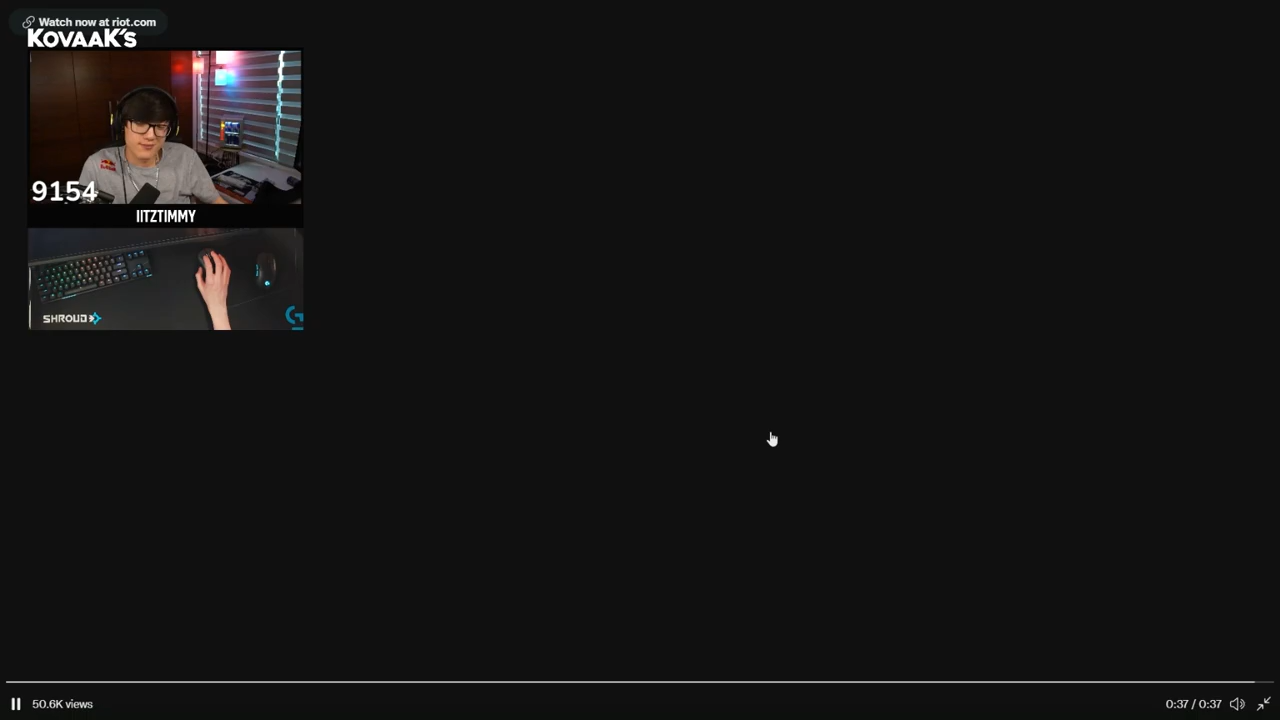 Watch now at riot.com
KOVAAK'S
9154
IITZTIMMY
SHROUD
G
50.6K views
0:37 / 0:37